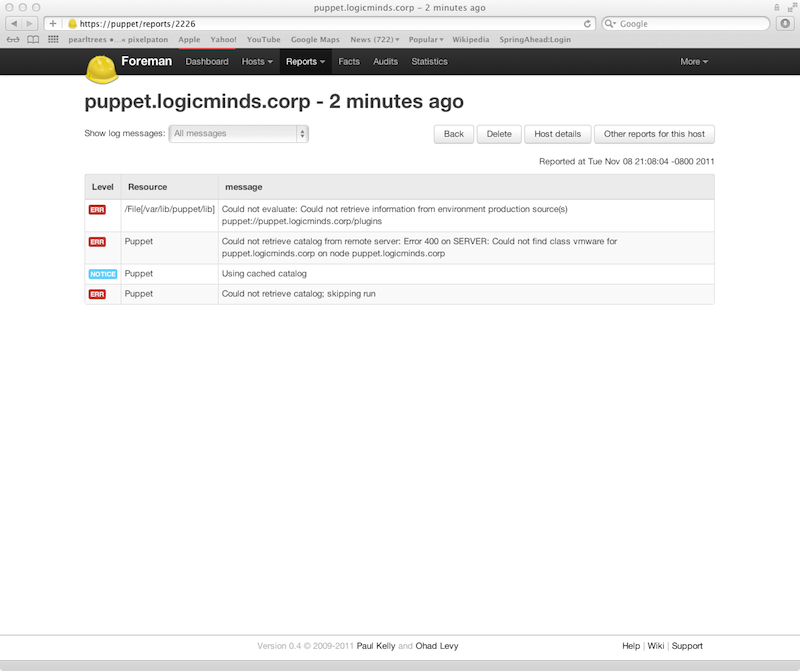 puppet.logicminds.corp – 2 minutes ago
https://puppet/reports/2226
Google
pearltrees •...« pixelpaton Apple Yahoo! YouTube Google Maps News (722) Popular Wikipedia SpringAhead:Login
Foreman Dashboard Hosts Reports Facts Audits Statistics More
puppet.logicminds.corp - 2 minutes ago
Show log messages: All messages Back Delete Host details Other reports for this host
Reported at Tue Nov 08 21:08:04 -0800 2011
Level Resource message
ERR /File[/var/lib/puppet/lib] Could not evaluate: Could not retrieve information from environment production source(s)
puppet://puppet.logicminds.corp/plugins
ERR Puppet Could not retrieve catalog from remote server: Error 400 on SERVER: Could not find class vmware for
puppet.logicminds.corp on node puppet.logicminds.corp
NOTICE Puppet Using cached catalog
ERR Puppet Could not retrieve catalog; skipping run
Version 0.4 © 2009-2011 Paul Kelly and Ohad Levy Help | Wiki | Support